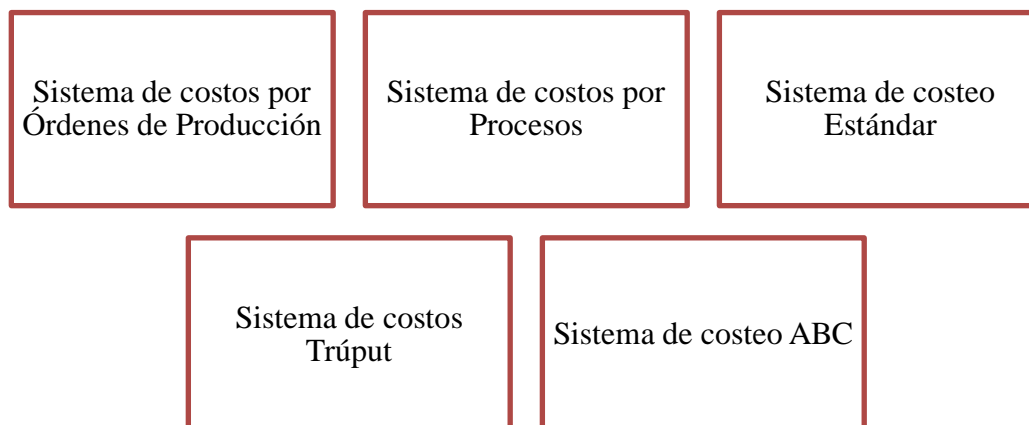 Sistema de costos por
Órdenes de Producción
Sistema de costos por
Procesos
Sistema de costeo
Estándar
Sistema de costos
Trúput
Sistema de costeo ABC